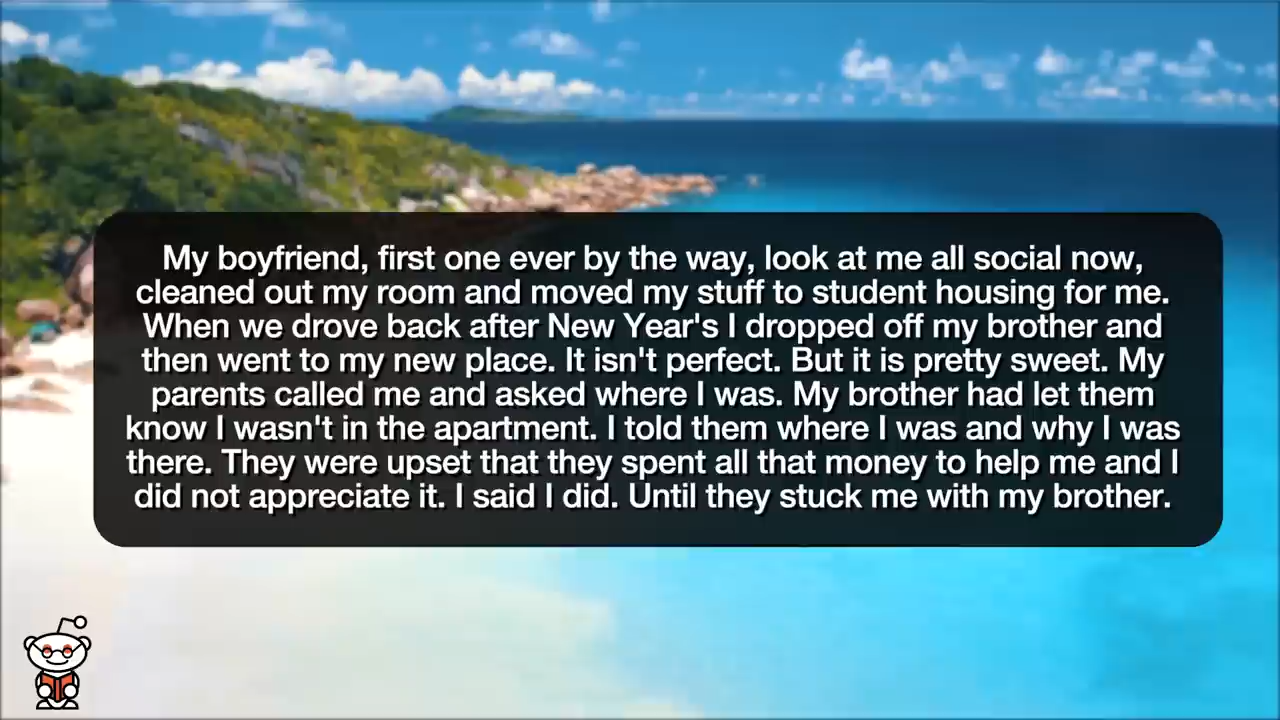 My boyfriend, first one ever by the way, look at me all social now,
cleaned out my room and moved my stuff to student housing for me.
When we drove back after New Year's I dropped off my brother and
then went to my new place. It isn't perfect. But it is pretty sweet. My
parents called me and asked where I was. My brother had let them
know I wasn't in the apartment. I told them where I was and why I was
there. They were upset that they spent all that money to help me and I
did not appreciate it. I said I did. Until they stuck me with my brother.